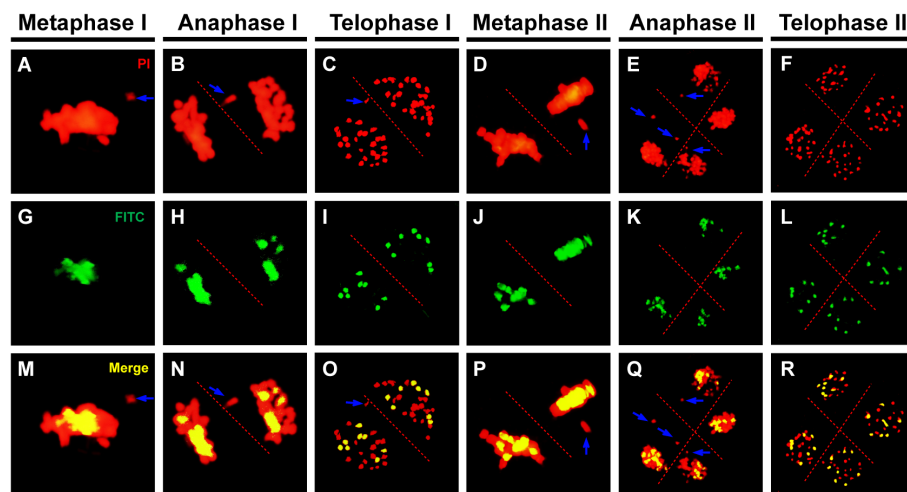 Metaphase I Anaphase I Telophase I Metaphase II Anaphase II Telophase II
A PI B C D E F
G FITC H I J K L
M Merge N O P Q R